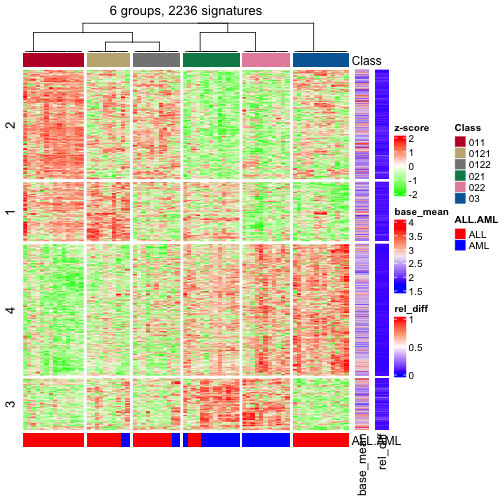 6 groups, 2236 signatures
Class
2
1
4
3
ALL.AML
base_mean
rel_diff
z-score
2
1
0
-1
-2
base_mean
4
3.5
3
2.5
2
1.5
rel_diff
1
0.5
0
Class
011
0121
0122
021
022
03
ALL.AML
ALL
AML